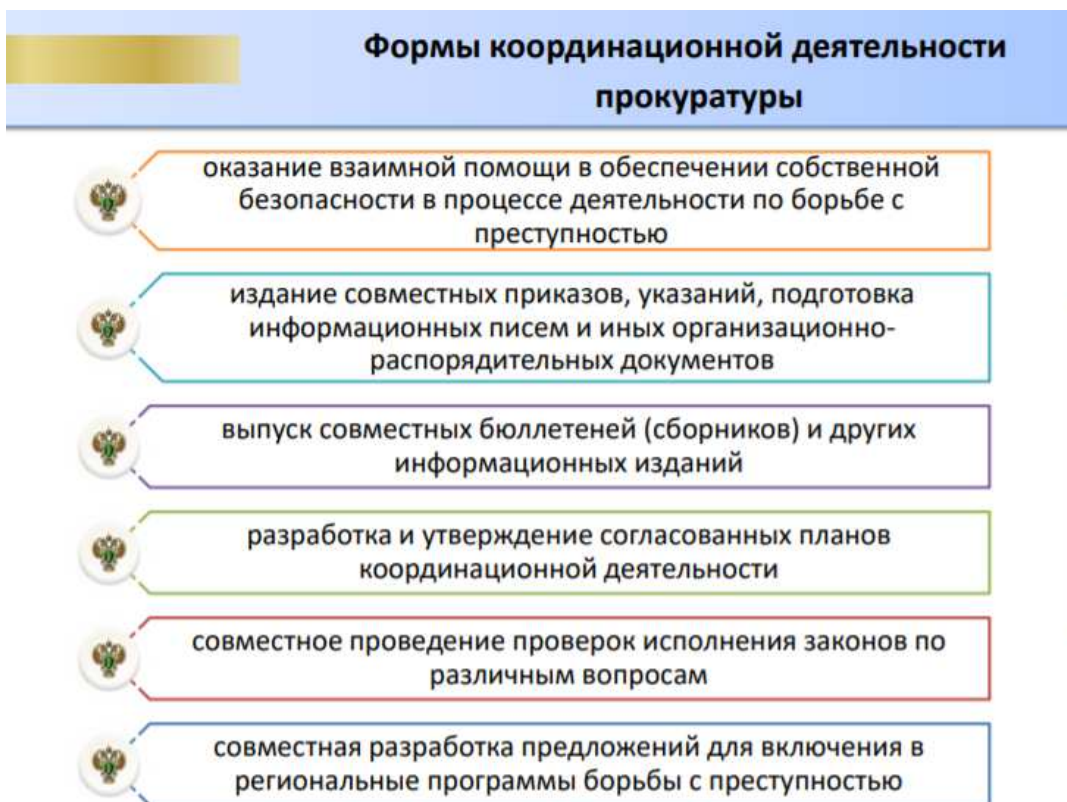 Формы координационной деятельности
прокуратуры
оказание взаимной помощи в обеспечении собственной
безопасности в процессе деятельности по борьбе с
преступностью
издание совместных приказов, указаний, подготовка
информационных писем и иных организационно-
распорядительных документов
выпуск совместных бюллетеней (сборников) и других
информационных изданий
разработка и утверждение согласованных планов
координационной деятельности
совместное проведение проверок исполнения законов по
различным вопросам
совместная разработка предложений для включения в
региональные программы борьбы с преступностью